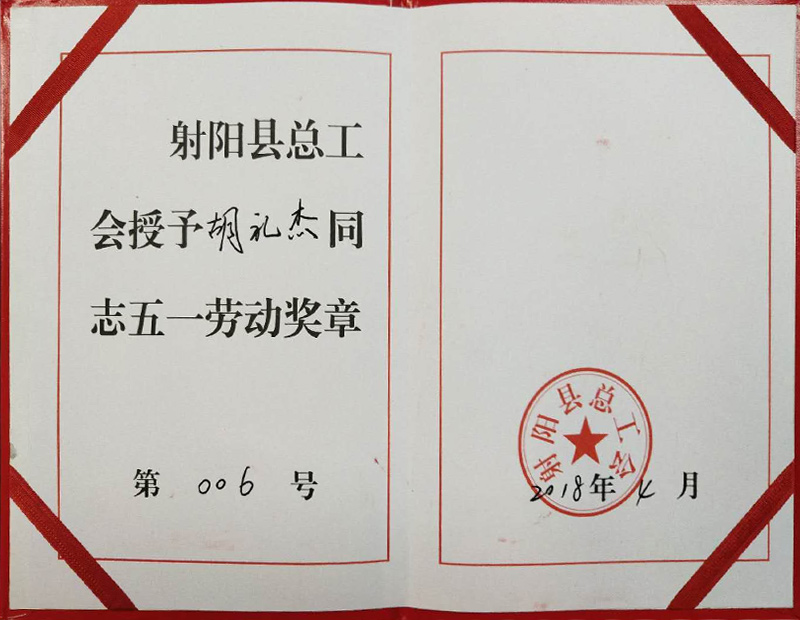 射阳县总工
会授予胡礼杰同
志五一劳动奖章
第 006 号
射阳县总工会
2018年4月